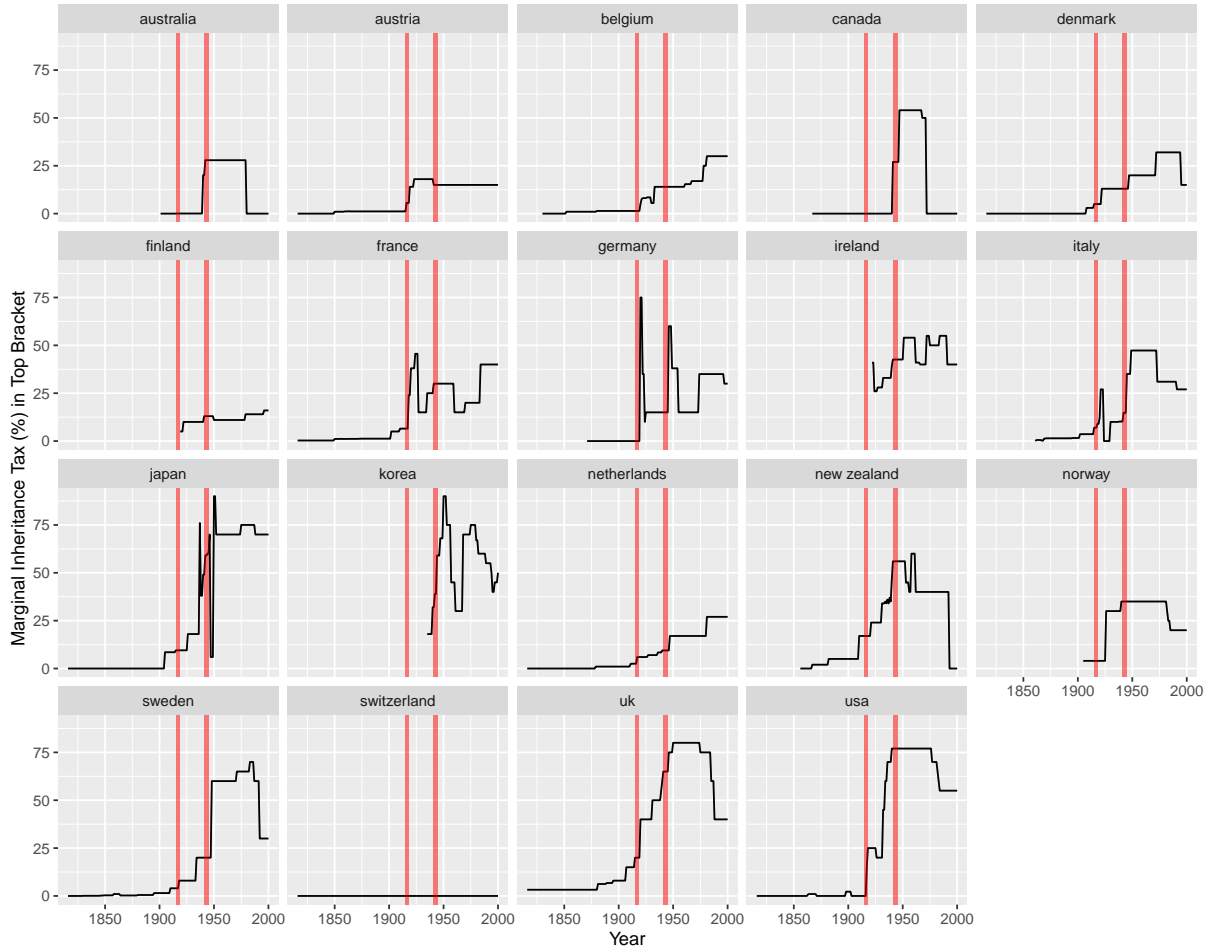 australia
austria
belgium
canada
denmark
75
50
25
0
finland
france
germany
ireland
italy
75
50
25
0
japan
korea
netherlands
new zealand
norway
75
50
25
0
1850 1900 1950 2000
sweden
switzerland
uk
usa
75
50
25
0
1850 1900 1950 2000
1850 1900 1950 2000
1850 1900 1950 2000
1850 1900 1950 2000
Year
Marginal Inheritance Tax (%) in Top Bracket